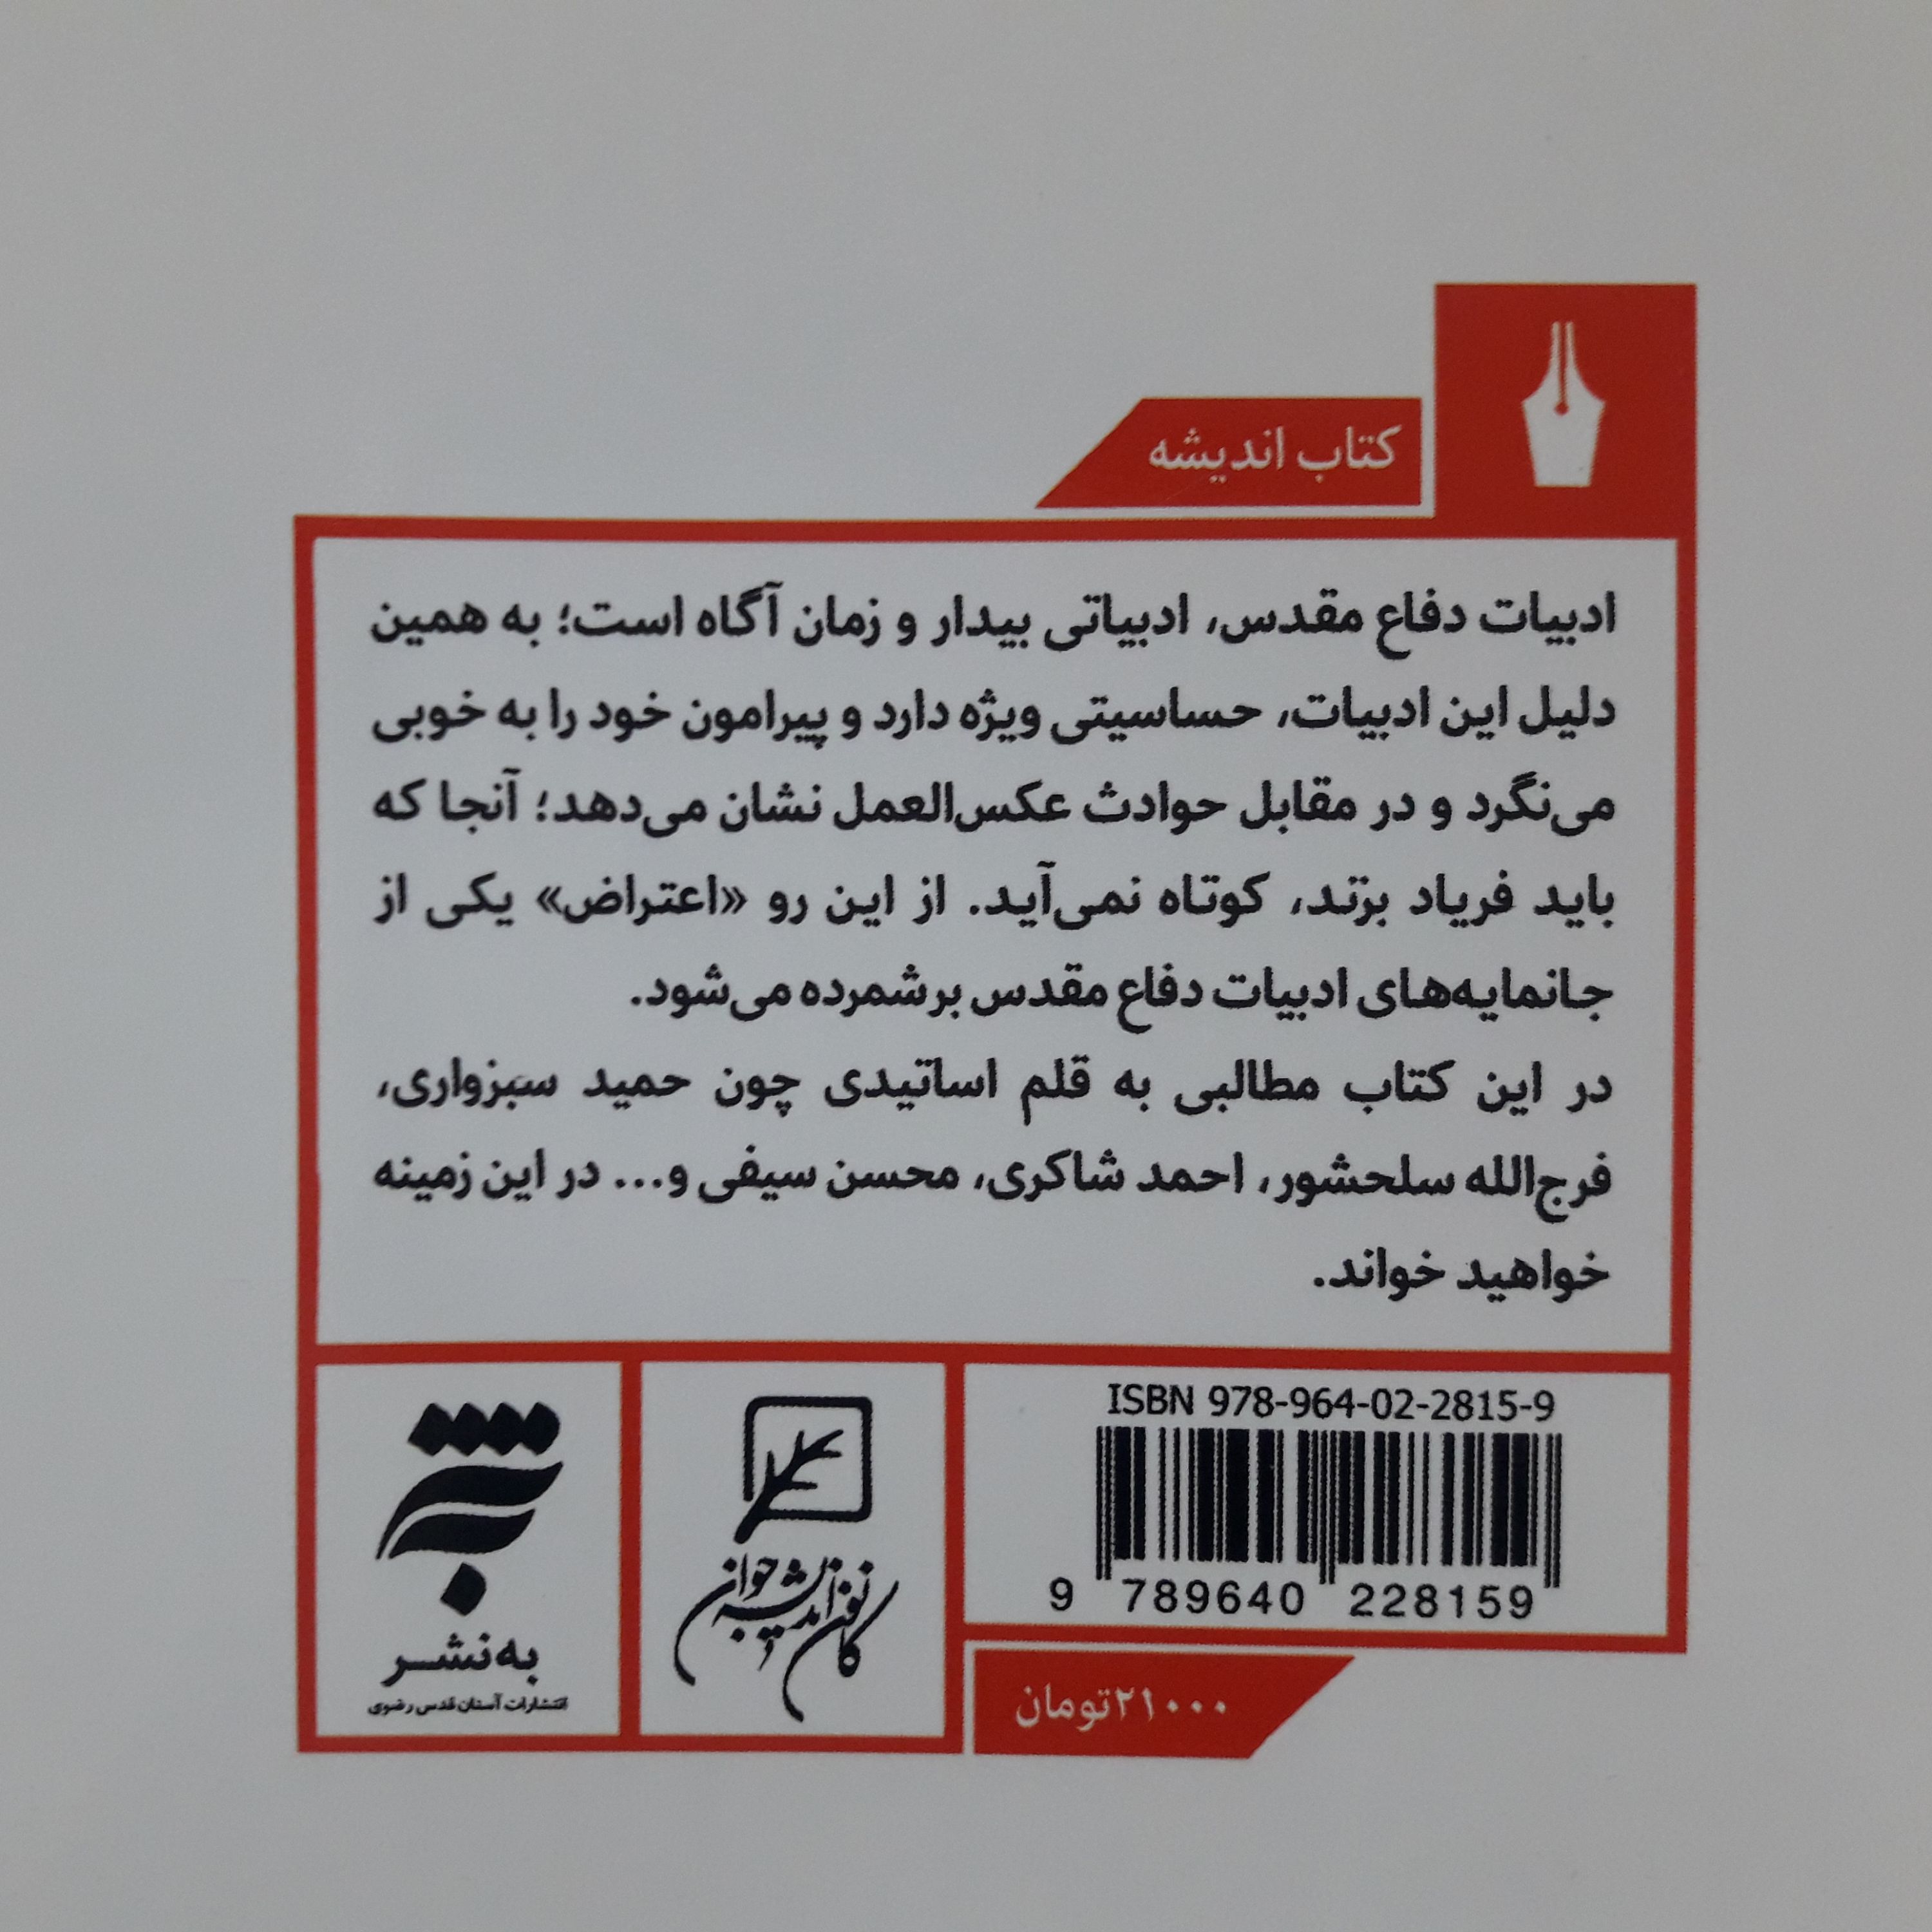 کتاب اندیشه
ادبیات دفاع مقدس، ادبیاتی بیدار و زمان آگاه است؛ به همین
دلیل این ادبیات، حساسیتی ویژه دارد و پیرامون خود را به خوبی
می‌نگرد و در مقابل حوادث عکس‌العمل نشان می‌دهد؛ آنجا که
باید فریاد بزند، کوتاه نمی‌آید. از این رو «اعتراض» یکی از
جانمایه‌های ادبیات دفاع مقدس برشمرده می‌شود.
در این کتاب مطالبی به قلم اساتیدی چون حمید سبزواری،
فرج‌الله سلحشور، احمد شاکری، محسن سیفی و... در این زمینه
خواهید خواند.
ISBN 978-964-02-2815-9
9 789640 228159
۲۱۰۰۰تومان
کانون اندیشه جوان
به‌نشر
انتشارات آستان قدس رضوی